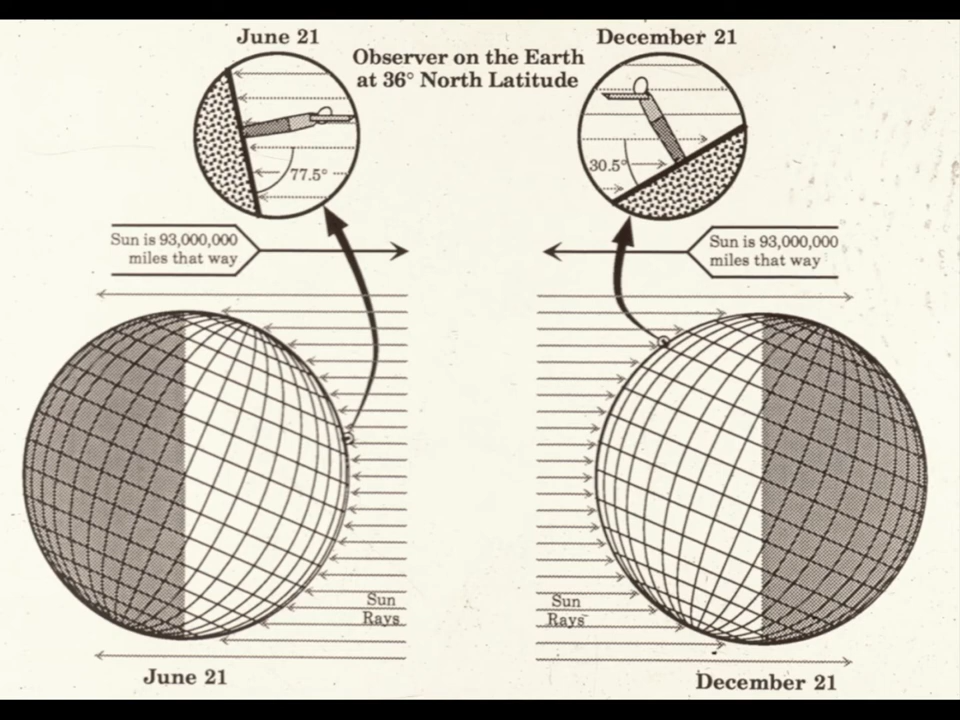 June 21
Observer on the Earth
at 36° North Latitude
December 21
77.5°
30.5°
Sun is 93,000,000
miles that way
Sun is 93,000,000
miles that way
Sun
Rays
Sun
Rays
June 21
December 21